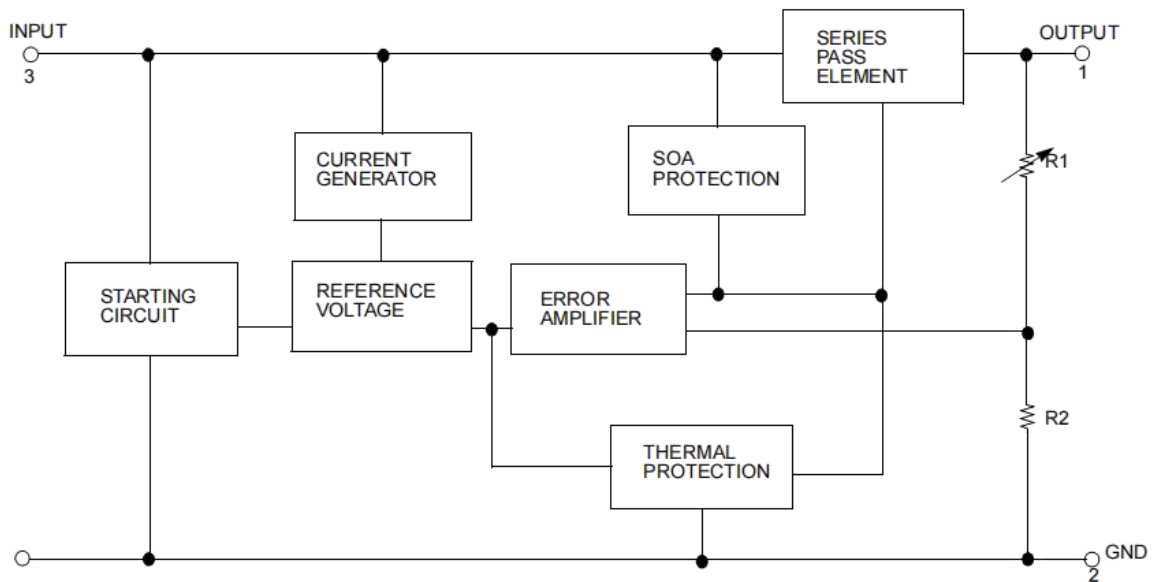 INPUT
3
OUTPUT
1
SERIES
PASS
ELEMENT
CURRENT
GENERATOR
SOA
PROTECTION
R1
STARTING
CIRCUIT
REFERENCE
VOLTAGE
ERROR
AMPLIFIER
R2
THERMAL
PROTECTION
GND
2